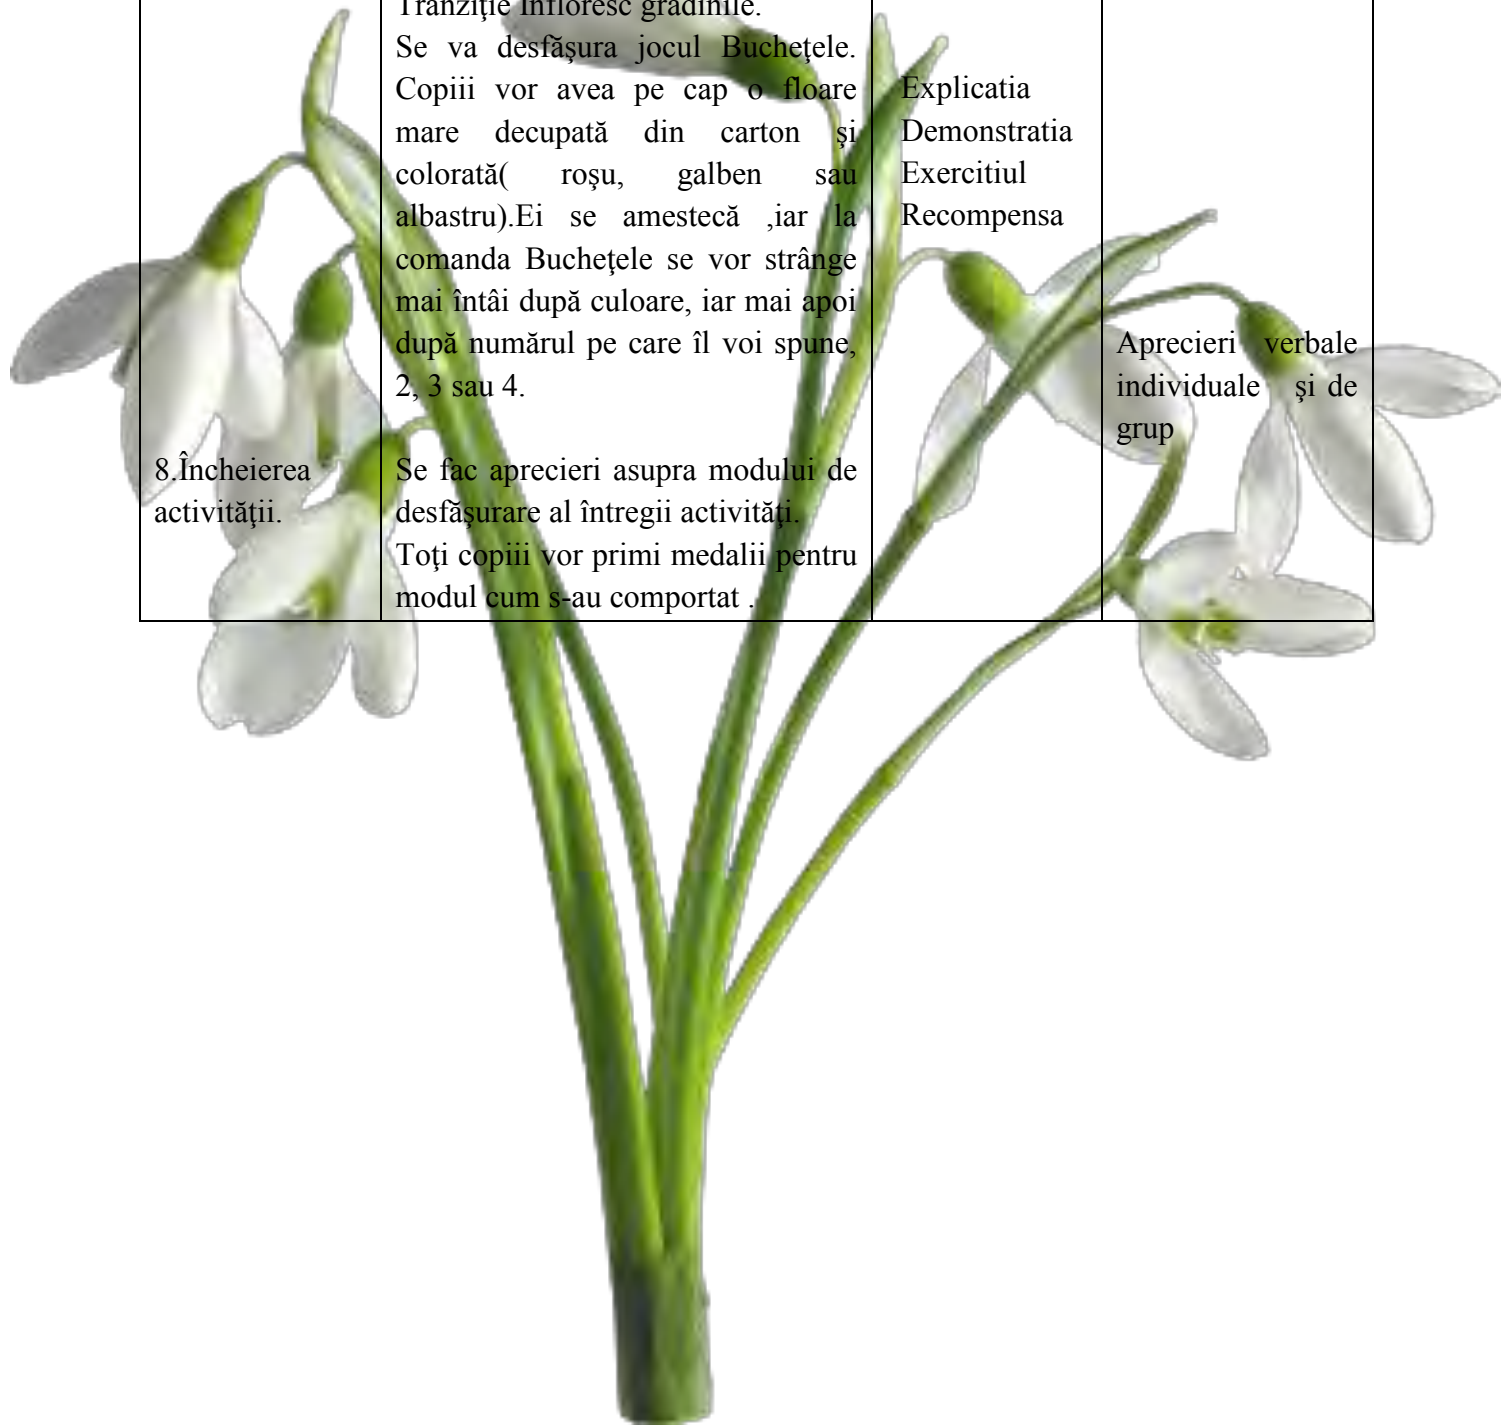 Tranziţie Înfloresc grădinile.
Se va desfăşura jocul Bucheţele.
Copiii vor avea pe cap o floare
mare decupată din carton şi
colorată( roşu, galben sau
albastru).Ei se amestecă ,iar la
comanda Bucheţele se vor strânge
mai întâi după culoare, iar mai apoi
după numărul pe care îl voi spune,
2, 3 sau 4.
Explicatia
Demonstratia
Exercitiul
Recompensa
Aprecieri verbale
individuale şi de
grup
8.Încheierea
activităţii.
Se fac aprecieri asupra modului de
desfăşurare al întregii activităţi.
Toţi copiii vor primi medalii pentru
modul cum s-au comportat .